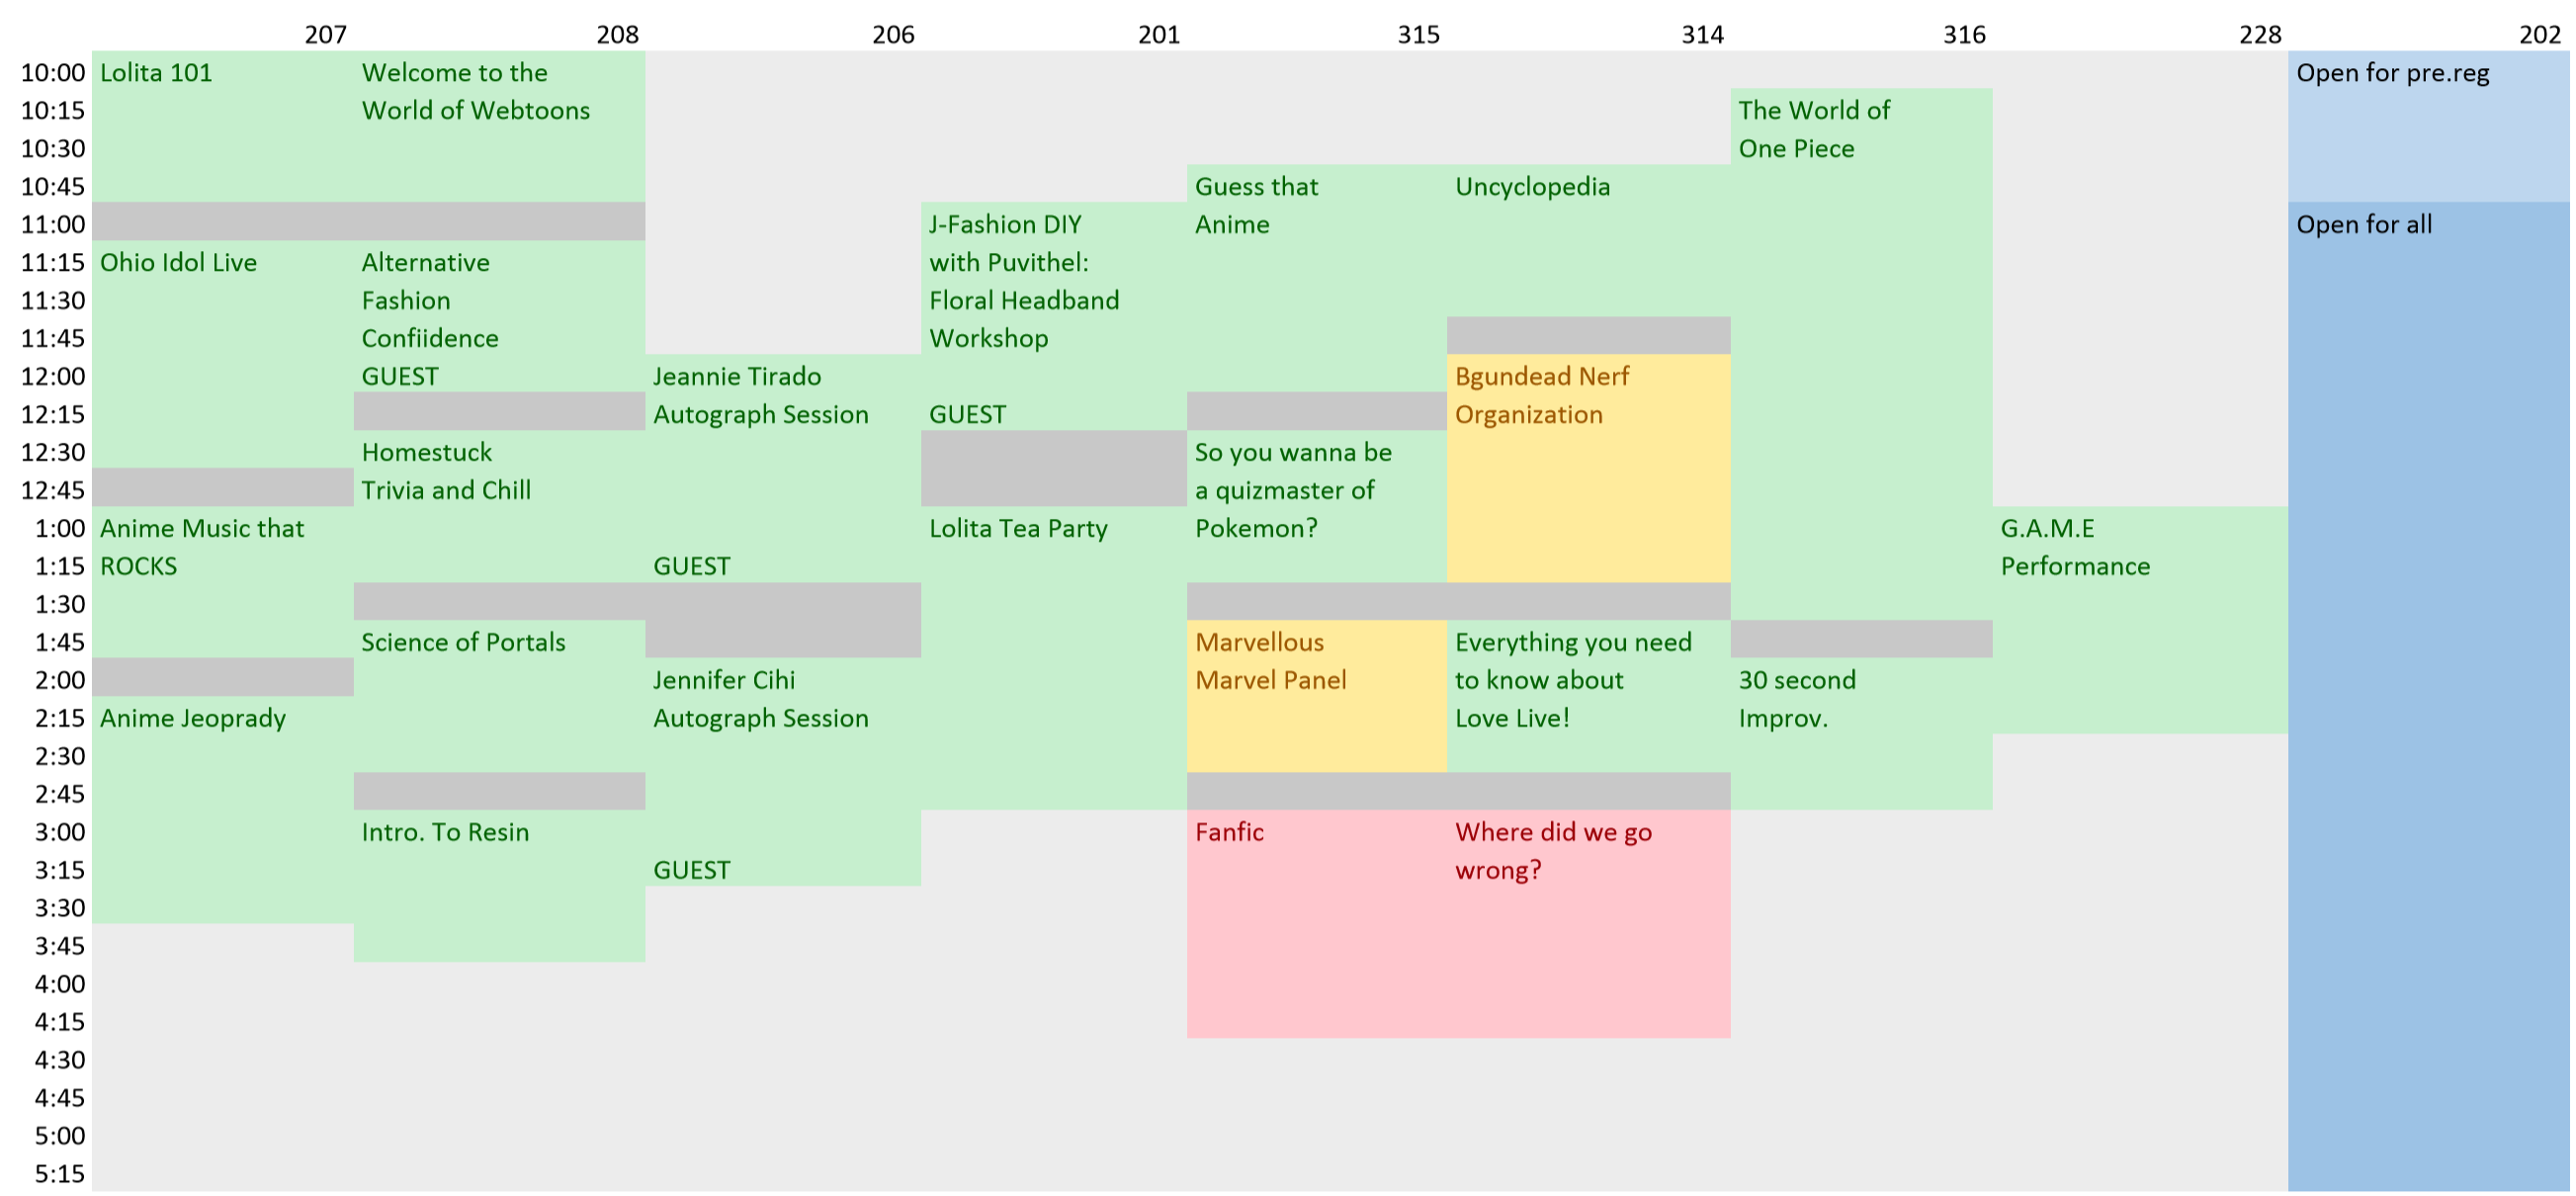 207 208 206 201 315 314 316 228 202
10:00 Lolita 101 Welcome to the Open for pre.reg
10:15 World of Webtoons The World of
10:30 One Piece
10:45 Guess that Uncyclopedia
11:00 J-Fashion DIY Anime Open for all
11:15 Ohio Idol Live Alternative with Puvithel:
11:30 Fashion Floral Headband
11:45 Confiidence Workshop
12:00 GUEST Jeannie Tirado Bgundead Nerf
12:15 Autograph Session GUEST Organization
12:30 Homestuck So you wanna be
12:45 Trivia and Chill a quizmaster of
1:00 Anime Music that Lolita Tea Party Pokemon? G.A.M.E
1:15 ROCKS GUEST Performance
1:30
1:45 Science of Portals Marvellous Everything you need
2:00 Jennifer Cihi Marvel Panel to know about 30 second
2:15 Anime Jeoprady Autograph Session Love Live! Improv.
2:30
2:45
3:00 Intro. To Resin Fanfic Where did we go
3:15 GUEST wrong?
3:30
3:45
4:00
4:15
4:30
4:45
5:00
5:15